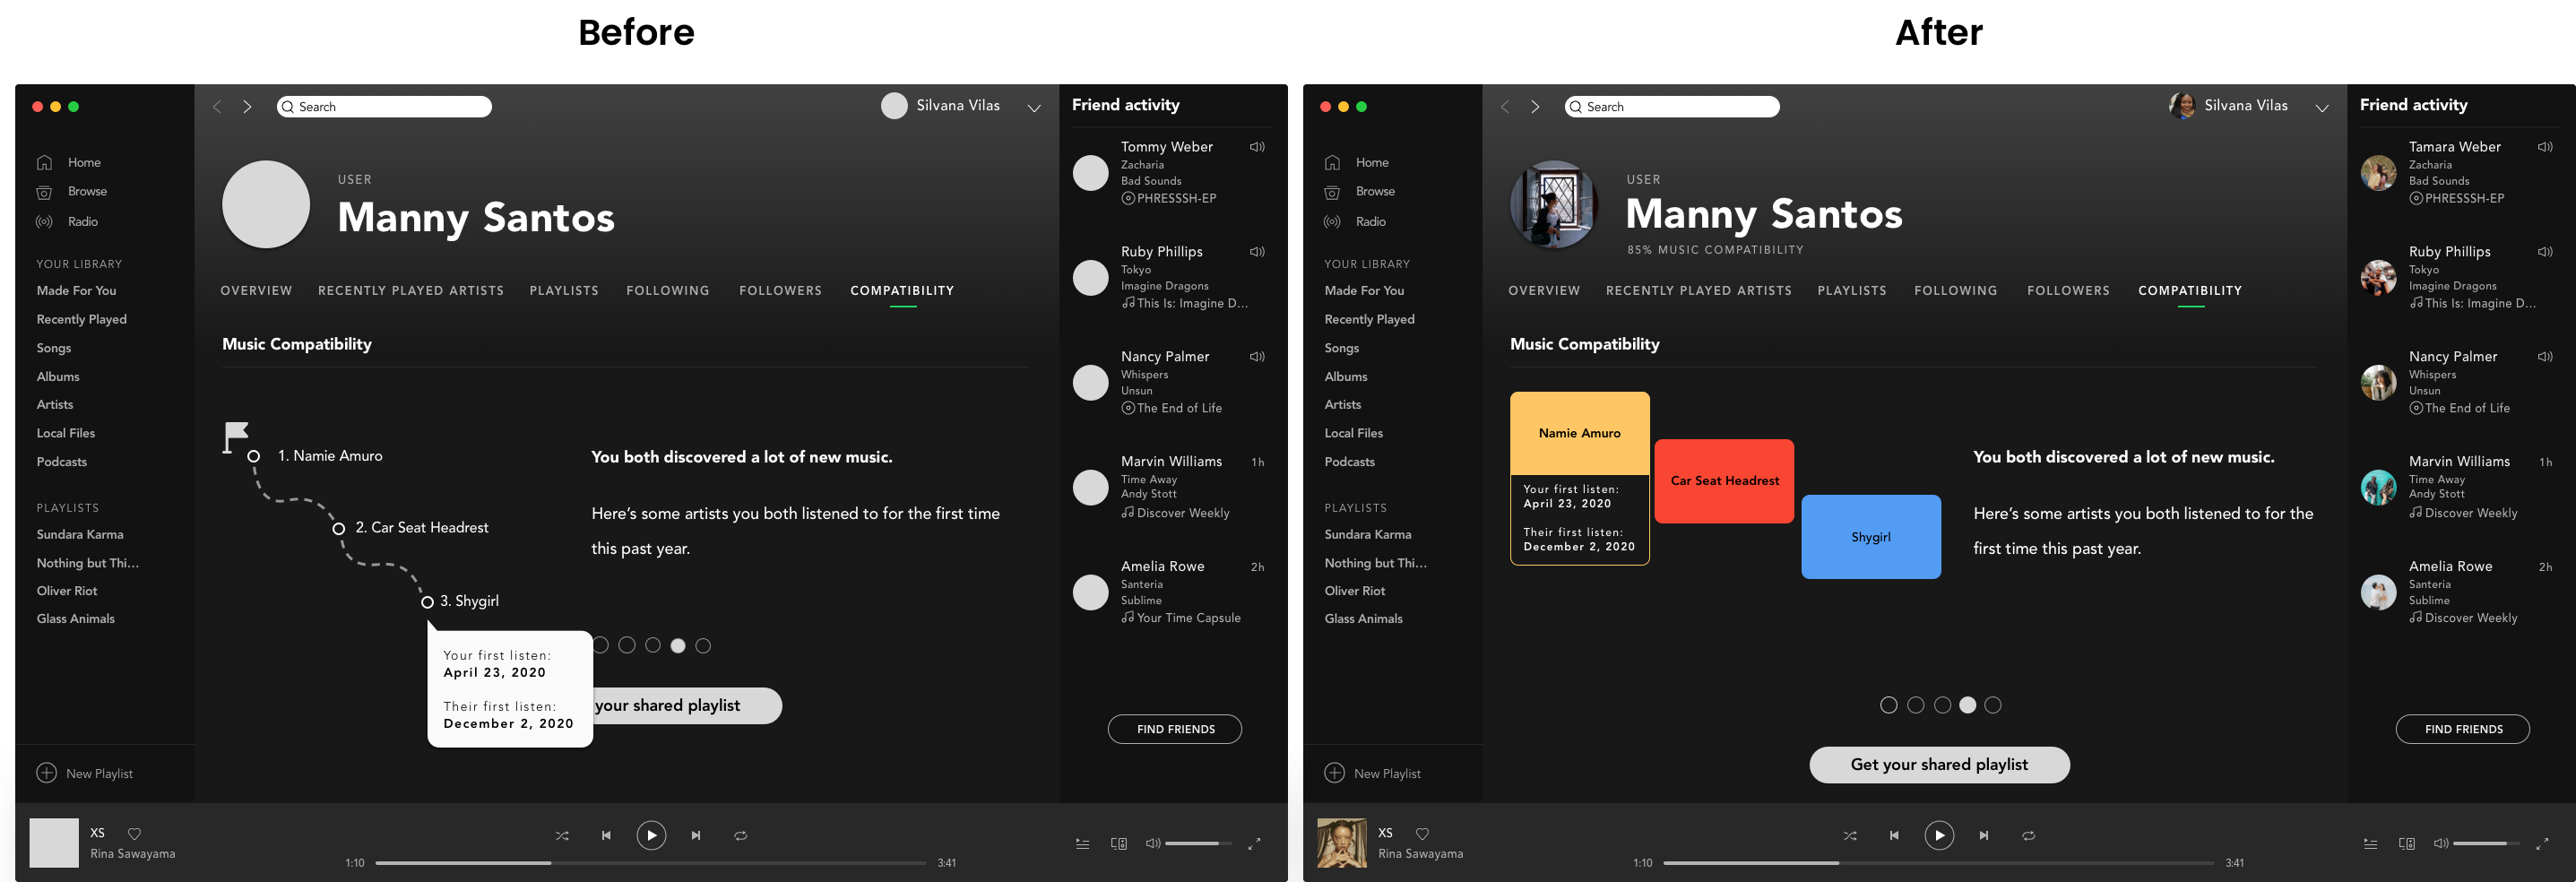 Before
Search
Silvana Vilas
Home
Browse
Radio
YOUR LIBRARY
Made For You
Recently Played
Songs
Albums
Artists
Local Files
Podcasts
PLAYLISTS
Sundara Karma
Nothing but Thi...
Oliver Riot
Glass Animals
New Playlist
USER
Manny Santos
OVERVIEW RECENTLY PLAYED ARTISTS PLAYLISTS FOLLOWING FOLLOWERS COMPATIBILITY
Music Compatibility
1. Namie Amuro
2. Car Seat Headrest
3. Shygirl
Your first listen:
April 23, 2020
Their first listen:
December 2, 2020
You both discovered a lot of new music.
Here's some artists you both listened to for the first time
this past year.
your shared playlist
Friend activity
Tommy Weber
Zacharia
Bad Sounds
PHRESSSH-EP
Ruby Phillips
Tokyo
Imagine Dragons
This Is: Imagine D...
Nancy Palmer
Whispers
Unsun
The End of Life
Marvin Williams 1h
Time Away
Andy Stott
Discover Weekly
Amelia Rowe 2h
Santeria
Sublime
Your Time Capsule
FIND FRIENDS
XS
Rina Sawayama
1:10 3:41
After
Search
Silvana Vilas
Home
Browse
Radio
YOUR LIBRARY
Made For You
Recently Played
Songs
Albums
Artists
Local Files
Podcasts
PLAYLISTS
Sundara Karma
Nothing but Thi...
Oliver Riot
Glass Animals
New Playlist
USER
Manny Santos
85% MUSIC COMPATIBILITY
OVERVIEW RECENTLY PLAYED ARTISTS PLAYLISTS FOLLOWING FOLLOWERS COMPATIBILITY
Music Compatibility
Namie Amuro
Your first listen:
April 23, 2020
Their first listen:
December 2, 2020
Car Seat Headrest
Shygirl
You both discovered a lot of new music.
Here's some artists you both listened to for the
first time this past year.
Get your shared playlist
Friend activity
Tamara Weber
Zacharia
Bad Sounds
PHRESSSH-EP
Ruby Phillips
Tokyo
Imagine Dragons
This Is: Imagine D...
Nancy Palmer
Whispers
Unsun
The End of Life
Marvin Williams 1h
Time Away
Andy Stott
Discover Weekly
Amelia Rowe 2h
Santeria
Sublime
Discover Weekly
FIND FRIENDS
XS
Rina Sawayama
1:10 3:41